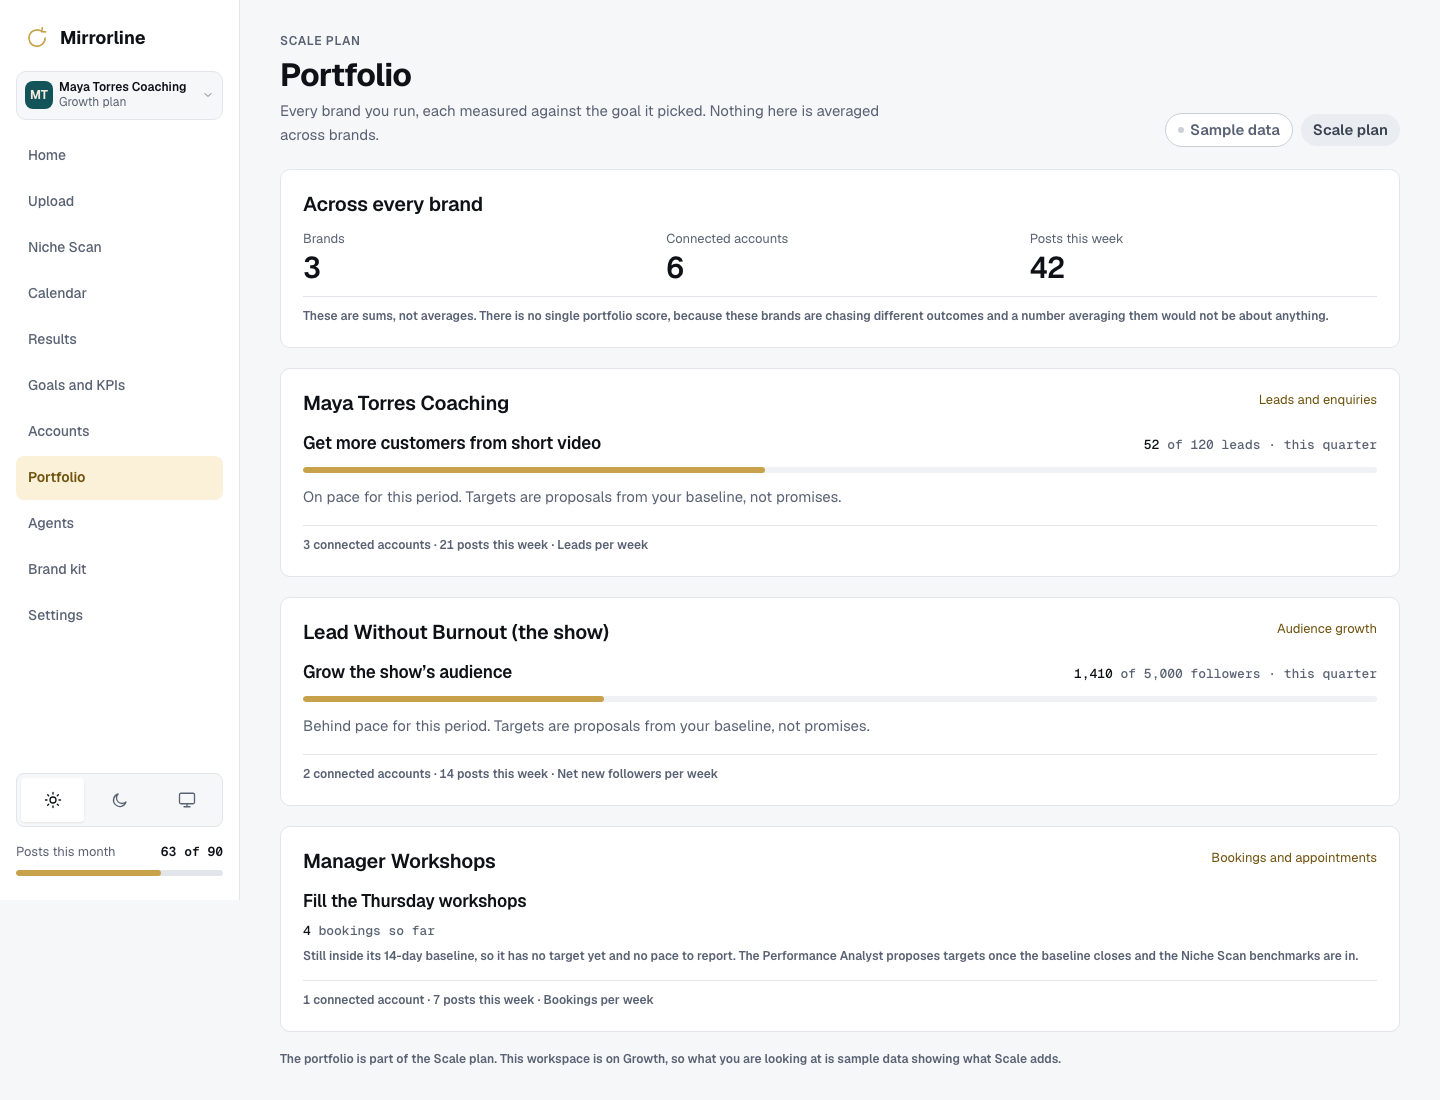 Mirrorline
MT
Maya Torres Coaching
Growth plan
Home
Upload
Niche Scan
Calendar
Results
Goals and KPIs
Accounts
Portfolio
Agents
Brand kit
Settings
Posts this month
63 of 90
SCALE PLAN
Portfolio
Every brand you run, each measured against the goal it picked. Nothing here is averaged
across brands.
Sample data
Scale plan
Across every brand
Brands
3
Connected accounts
6
Posts this week
42
These are sums, not averages. There is no single portfolio score, because these brands are chasing different outcomes and a number averaging them would not be about anything.
Maya Torres Coaching
Leads and enquiries
Get more customers from short video
52 of 120 leads · this quarter
On pace for this period. Targets are proposals from your baseline, not promises.
3 connected accounts · 21 posts this week · Leads per week
Lead Without Burnout (the show)
Audience growth
Grow the show’s audience
1,410 of 5,000 followers · this quarter
Behind pace for this period. Targets are proposals from your baseline, not promises.
2 connected accounts · 14 posts this week · Net new followers per week
Manager Workshops
Bookings and appointments
Fill the Thursday workshops
4 bookings so far
Still inside its 14-day baseline, so it has no target yet and no pace to report. The Performance Analyst proposes targets once the baseline closes and the Niche Scan benchmarks are in.
1 connected account · 7 posts this week · Bookings per week
The portfolio is part of the Scale plan. This workspace is on Growth, so what you are looking at is sample data showing what Scale adds.